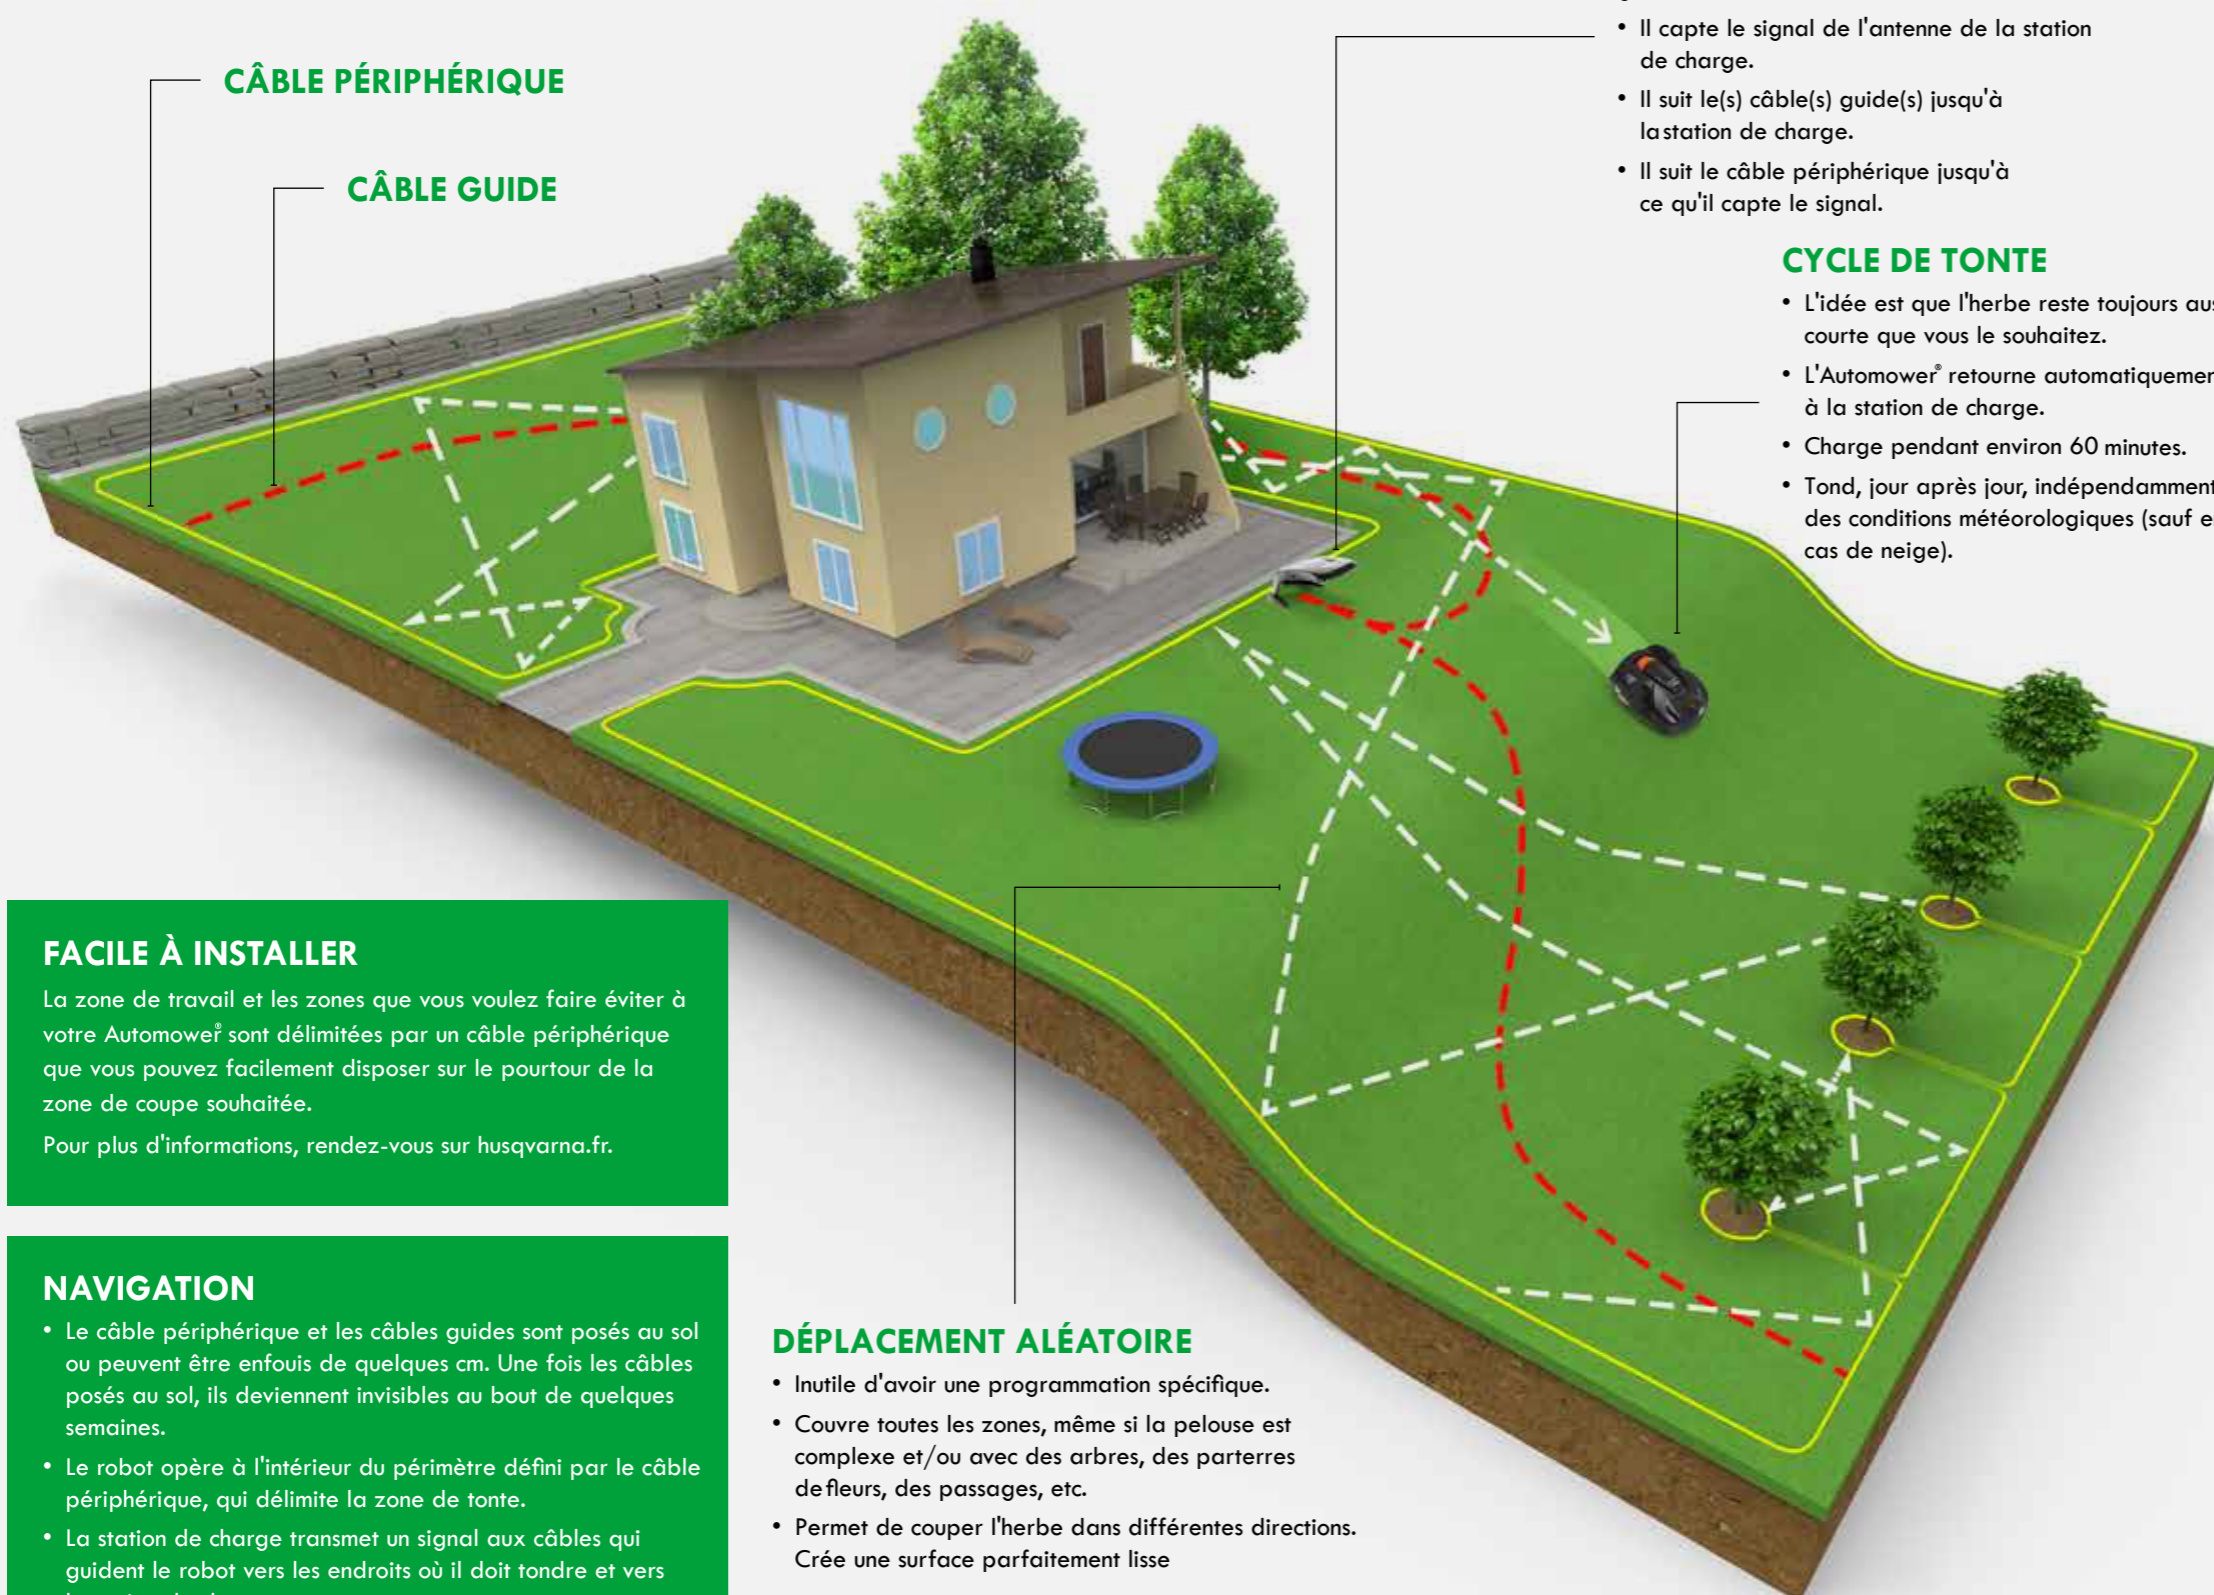 CÂBLE PÉRIPHÉRIQUE
CÂBLE GUIDE
• Il capte le signal de l'antenne de la station
de charge.
• Il suit le(s) câble(s) guide(s) jusqu'à
lastation de charge.
• Il suit le câble périphérique jusqu'à
ce qu'il capte le signal.
CYCLE DE TONTE
• L'idée est que l'herbe reste toujours
courte que vous le souhaitez.
• L'Automower® retourne
à la station de charge.
• Charge pendant environ 60 minutes.
• Tond, jour après jour, indépendamment
des conditions météorologiques (sauf
cas de neige).
FACILE À INSTALLER
La zone de travail et les zones que vous voulez faire éviter à
votre Automower® sont délimitées par un câble périphérique
que vous pouvez facilement disposer sur le pourtour de la
zone de coupe souhaitée.
Pour plus d'informations, rendez-vous sur husqvarna.fr.
NAVIGATION
• Le câble périphérique et les câbles guides sont posés au sol
ou peuvent être enfouis de quelques cm. Une fois les câbles
posés au sol, ils deviennent invisibles au bout de quelques
semaines.
• Le robot opère à l'intérieur du périmètre défini par le câble
périphérique, qui délimite la zone de tonte.
• La station de charge transmet un signal aux câbles qui
guident le robot vers les endroits où il doit tondre et vers
DÉPLACEMENT ALÉATOIRE
• Inutile d'avoir une programmation spécifique.
• Couvre toutes les zones, même si la pelouse est
complexe et/ou avec des arbres, des parterres
de fleurs, des passages, etc.
• Permet de couper l'herbe dans différentes directions.
Crée une surface parfaitement lisse